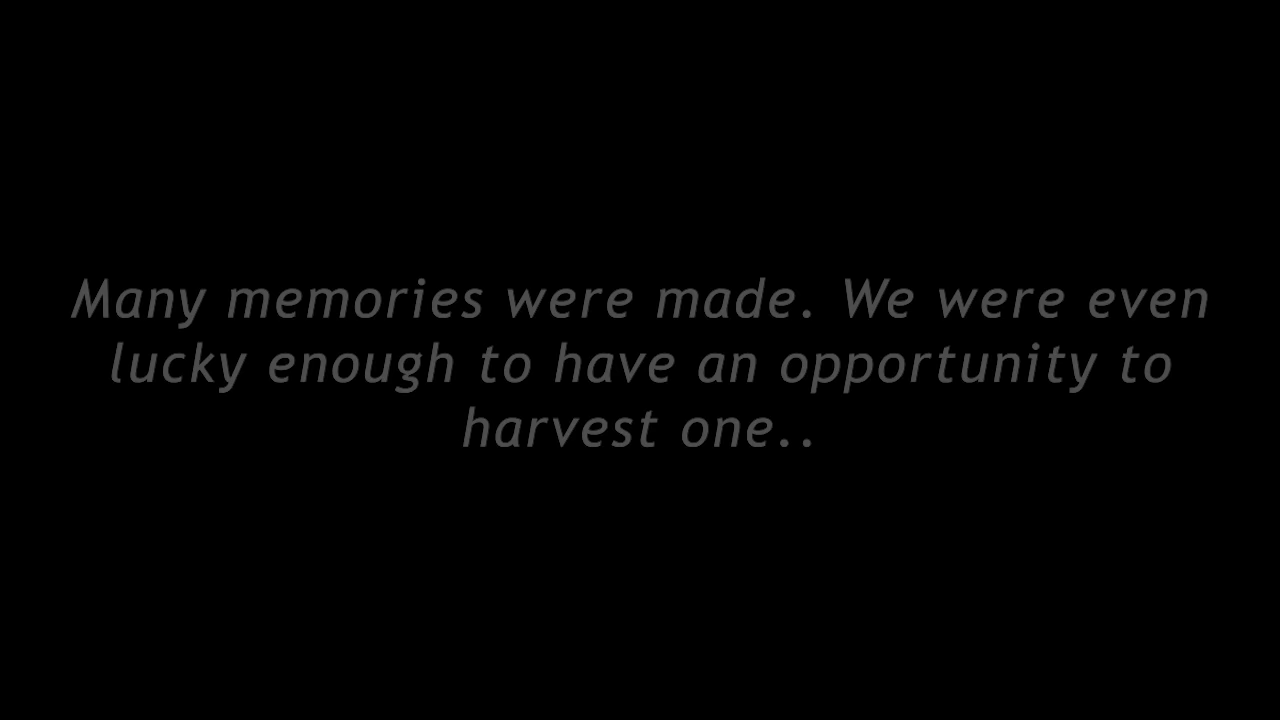 Many memories were made. We were even
lucky enough to have an opportunity to
harvest one..